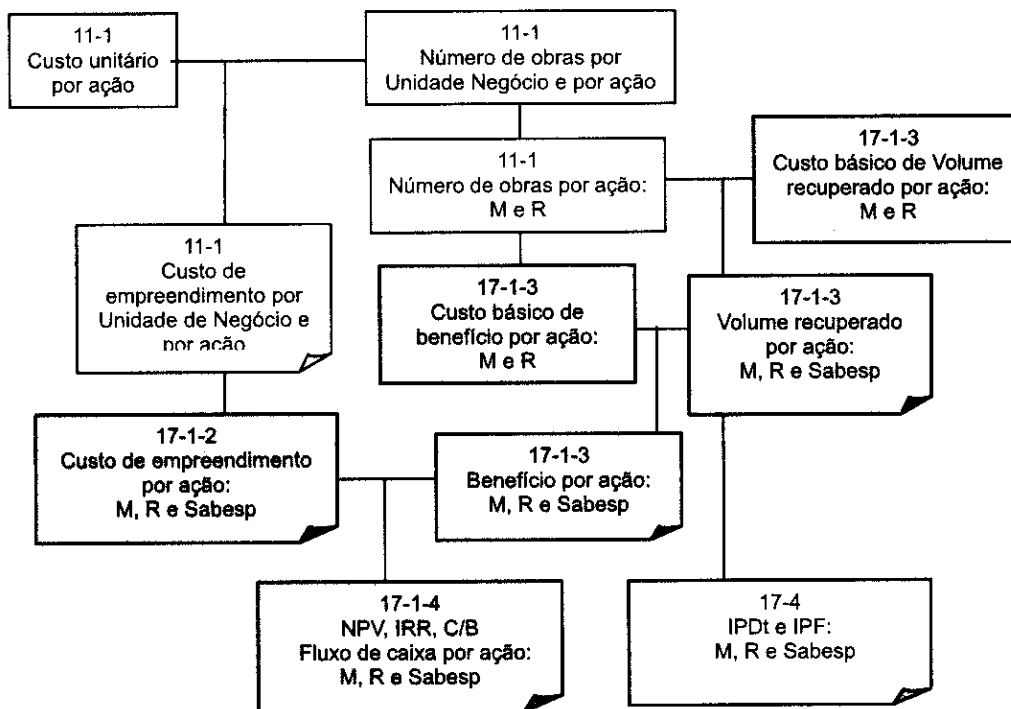 11-1
Custo unitário
por ação
11-1
Número de obras por
Unidade Negócio e por ação
11-1
Número de obras por ação:
M e R
17-1-3
Custo básico de Volume
recuperado por ação:
M e R
11-1
Custo de
empreendimento por
Unidade de Negócio e
por ação
17-1-3
Custo básico de
benefício por ação:
M e R
17-1-3
Volume recuperado
por ação:
M, R e Sabesp
17-1-2
Custo de empreendimento
por ação:
M, R e Sabesp
17-1-3
Benefício por ação:
M, R e Sabesp
17-1-4
NPV, IRR, C/B
Fluxo de caixa por ação:
M, R e Sabesp
17-4
IPDt e IPF:
M, R e Sabesp